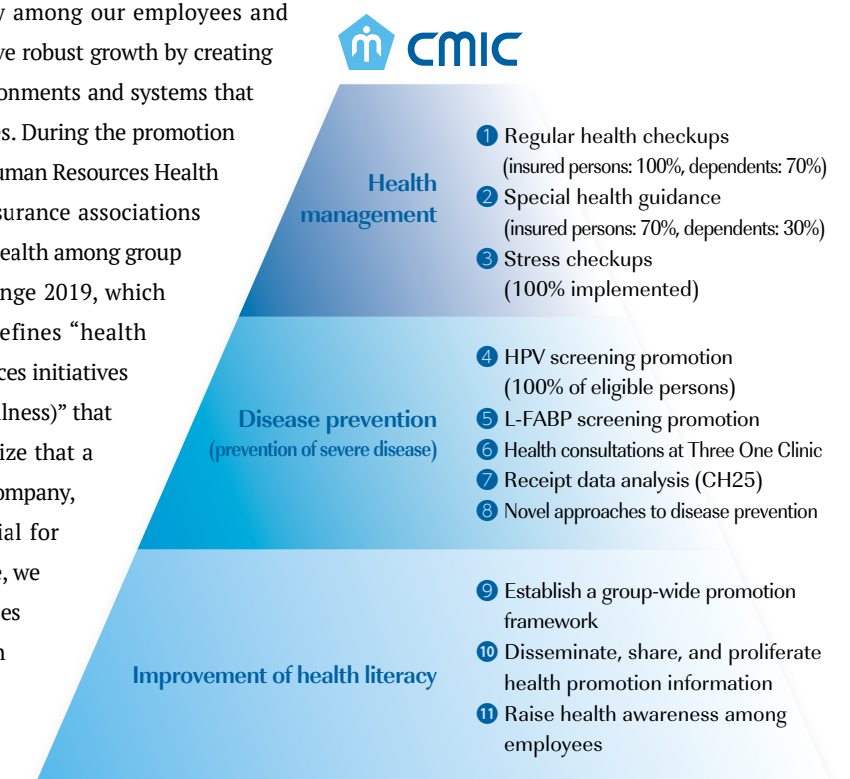 y among our employees and
ve robust growth by creating
onments and systems that
es. During the promotion
uman Resources Health
surance associations
ealth among group
nge 2019, which
efines “health
ces initiatives
lness)” that
ize that a
ompany,
ial for
e, we
es
n
CMIC
Health
management
❶ Regular health checkups
(insured persons: 100%, dependents: 70%)
❷ Special health guidance
(insured persons: 70%, dependents: 30%)
❸ Stress checkups
(100% implemented)
Disease prevention
(prevention of severe disease)
❹ HPV screening promotion
(100% of eligible persons)
❺ L-FABP screening promotion
❻ Health consultations at Three One Clinic
❼ Receipt data analysis (CH25)
❽ Novel approaches to disease prevention
Improvement of health literacy
❾ Establish a group-wide promotion
framework
❿ Disseminate, share, and proliferate
health promotion information
⓫ Raise health awareness among
employees